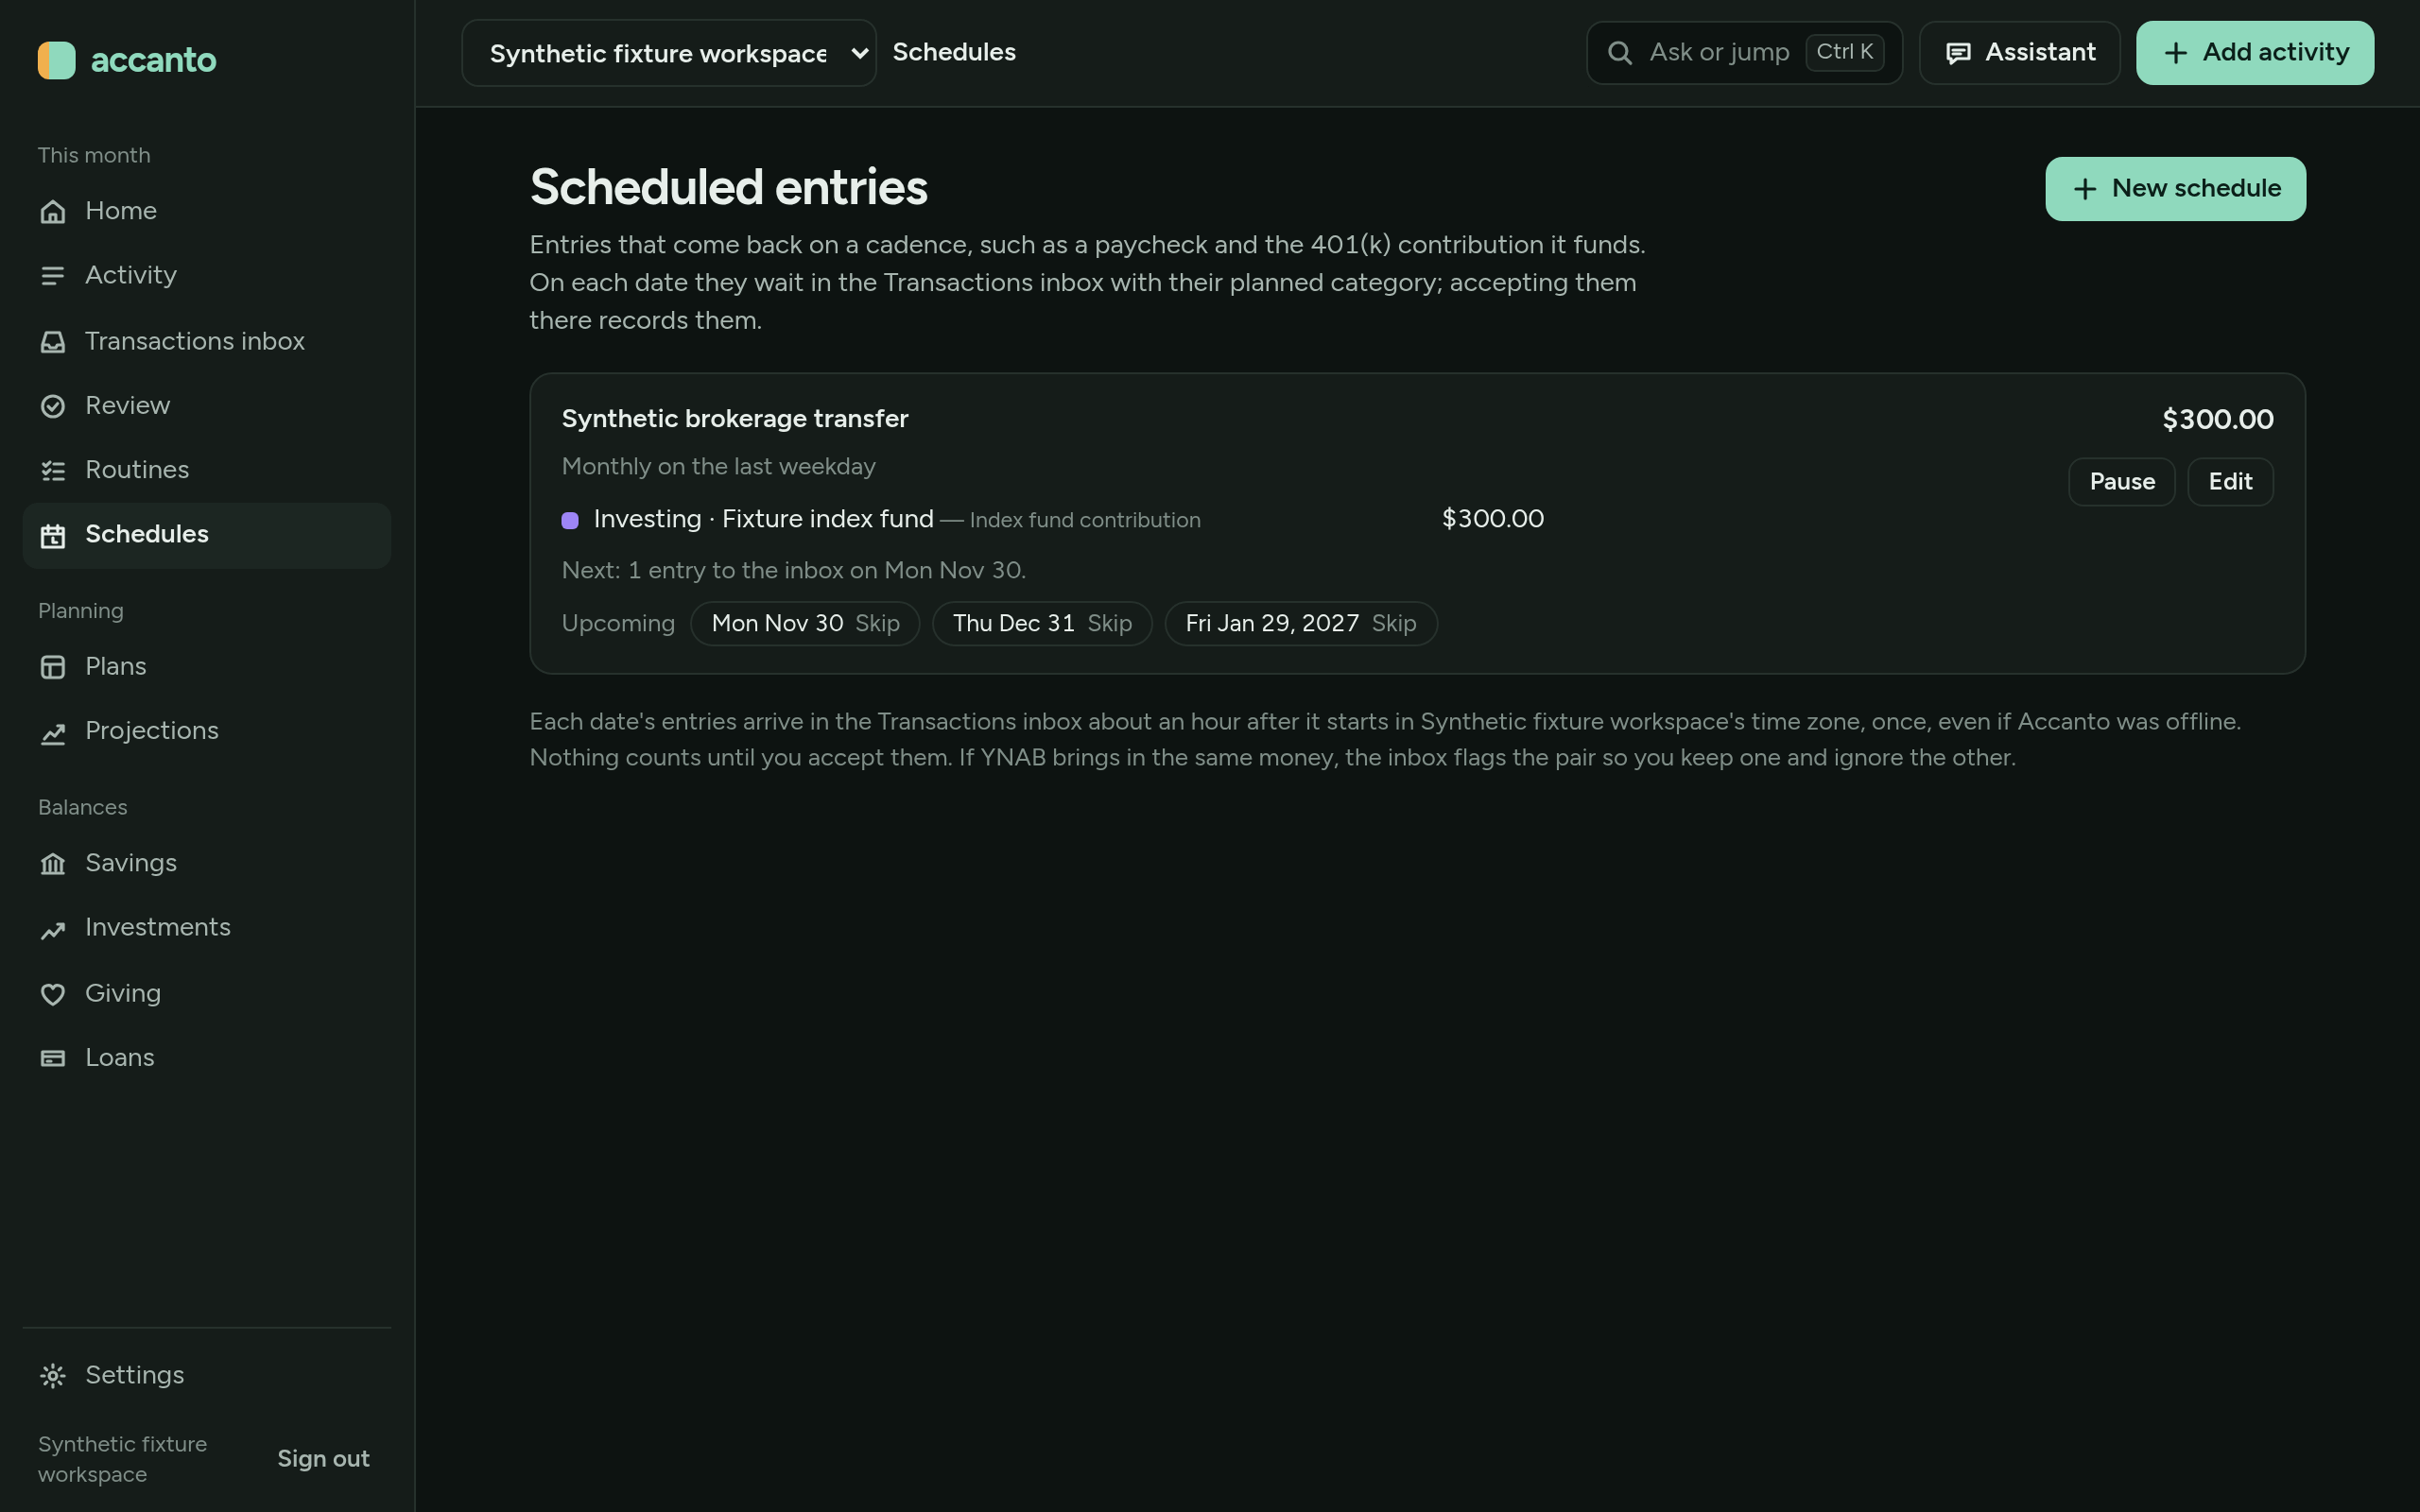 accanto
This month
Home
Activity
Transactions inbox
Review
Routines
Schedules
Planning
Plans
Projections
Balances
Savings
Investments
Giving
Loans
Settings
Synthetic fixture
workspace
Sign out
Synthetic fixture workspace
Schedules
Ask or jump
Ctrl K
Assistant
Add activity
Scheduled entries
New schedule
Entries that come back on a cadence, such as a paycheck and the 401(k) contribution it funds.
On each date they wait in the Transactions inbox with their planned category; accepting them
there records them.
Synthetic brokerage transfer
$300.00
Monthly on the last weekday
Pause
Edit
Investing · Fixture index fund — Index fund contribution $300.00
Next: 1 entry to the inbox on Mon Nov 30.
Upcoming Mon Nov 30 Skip Thu Dec 31 Skip Fri Jan 29, 2027 Skip
Each date's entries arrive in the Transactions inbox about an hour after it starts in Synthetic fixture workspace's time zone, once, even if Accanto was offline.
Nothing counts until you accept them. If YNAB brings in the same money, the inbox flags the pair so you keep one and ignore the other.